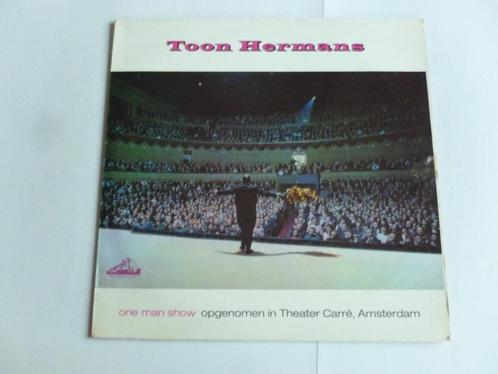 Toon Hermans
one man show opgenomen in Theater Carré, Amsterdam